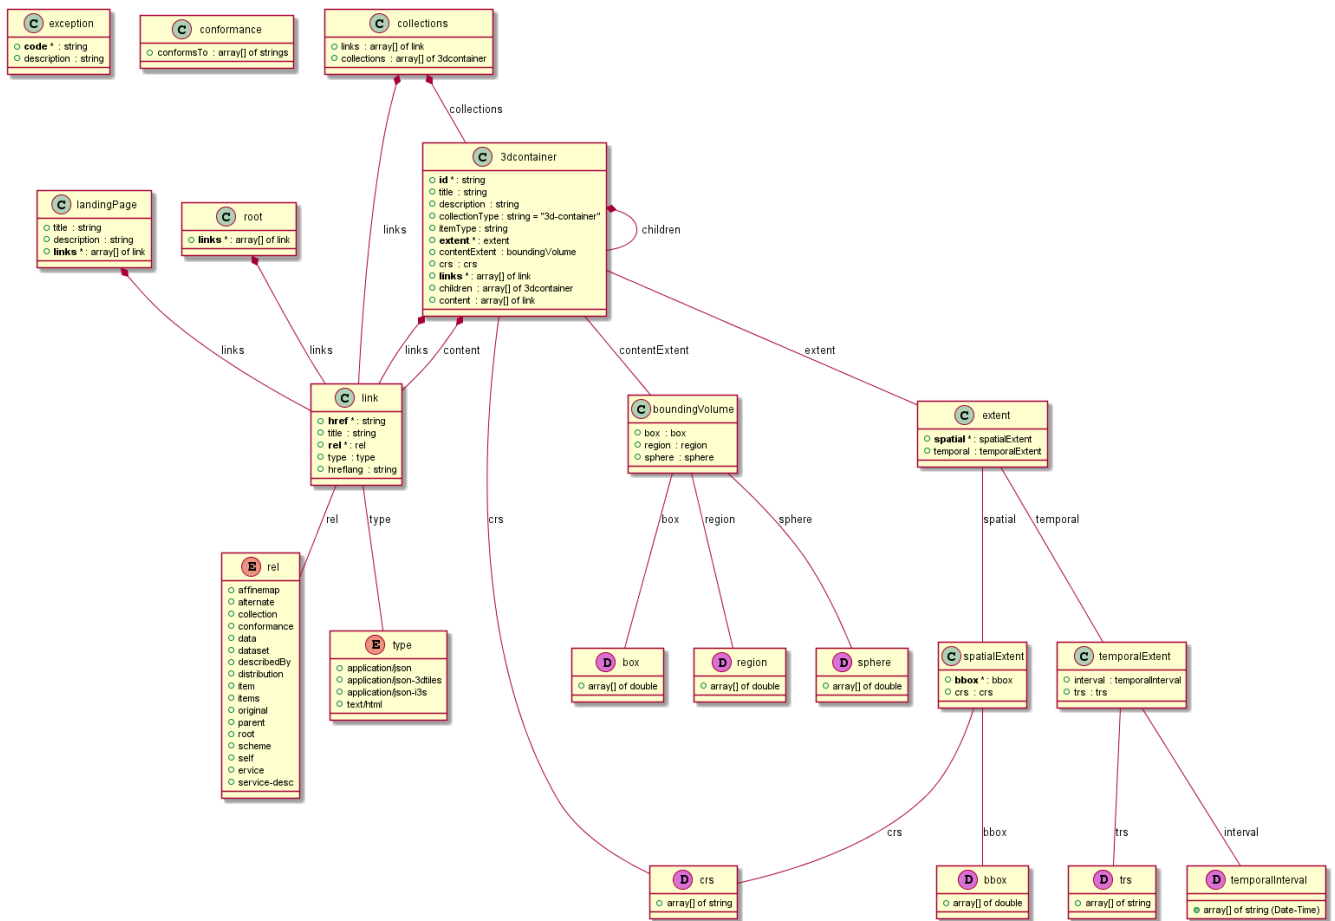 C exception
code * : string
description : string
C conformance
conformsTo : array[] of strings
C collections
links : array[] of link
collections : array[] of 3dcontainer
collections
C 3dcontainer
id * : string
title : string
description : string
collectionType : string = "3d-container"
itemType : string
extent * : extent
contentExtent : boundingVolume
crs : crs
links * : array[] of link
children : array[] of 3dcontainer
content : array[] of link
children
links
C landingPage
title : string
description : string
links * : array[] of link
C root
links * : array[] of link
links
links
links
content
contentExtent
extent
C link
href * : string
title : string
rel * : rel
type : type
hreflang : string
C boundingVolume
box : box
region : region
sphere : sphere
C extent
spatial * : spatialExtent
temporal : temporalExtent
rel
type
crs
box
region
sphere
spatial
temporal
E rel
affinemap
alternate
collection
conformance
data
dataset
describedBy
distribution
item
items
original
parent
root
scheme
self
ervice
service-desc
E type
application/json
application/json-3dtiles
application/json-i3s
text/html
D box
array[] of double
D region
array[] of double
D sphere
array[] of double
C spatialExtent
bbox * : bbox
crs : crs
C temporalExtent
interval : temporalInterval
trs : trs
crs
bbox
trs
interval
D crs
array[] of string
D bbox
array[] of double
D trs
array[] of string
D temporalInterval
array[] of string (Date-Time)